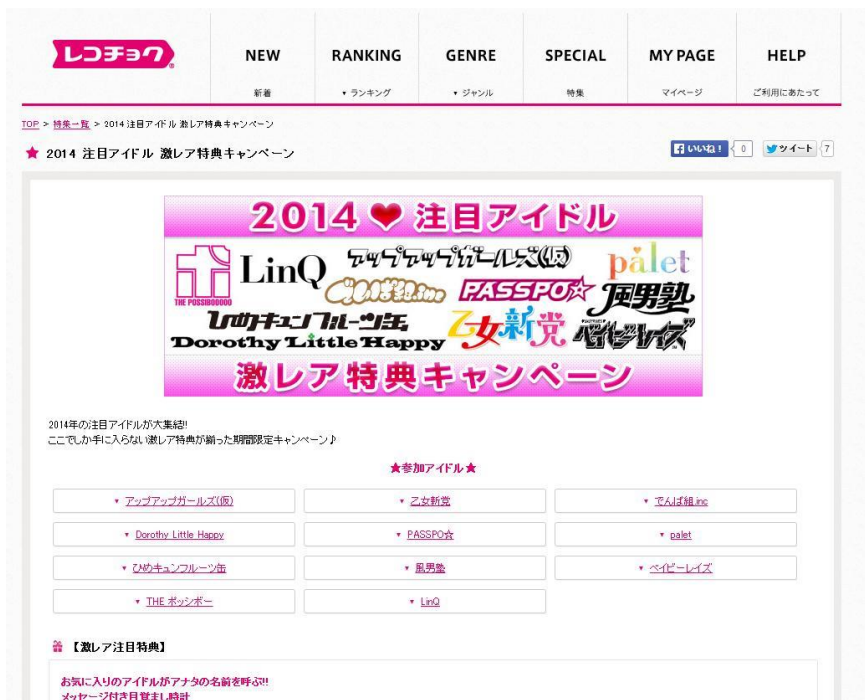 レコチョク
NEW
新着
RANKING
▼ ランキング
GENRE
▼ ジャンル
SPECIAL
特集
MY PAGE
マイページ
HELP
ご利用にあたって
TOP > 特集一覧 > 2014 注目アイドル 激レア特典キャンペーン
★ 2014 注目アイドル 激レア特典キャンペーン
いいね! 0 ツイート 7
2014 ♥ 注目アイドル
THE POSSIBOOOOO
LinQ
アップアップガールズ(仮)
palet
でんぱ組.inc
PASSPO☆
風男塾
ひめキュンフルーツ缶
乙女新党
ベイビーレイズ
Dorothy Little Happy
激レア特典キャンペーン
2014年の注目アイドルが大集結!!
ここでしか手に入らない激レア特典が揃った期間限定キャンペーン♪
★参加アイドル★
▼ アップアップガールズ(仮) ▼ 乙女新党 ▼ でんぱ組.inc
▼ Dorothy Little Happy ▼ PASSPO☆ ▼ palet
▼ ひめキュンフルーツ缶 ▼ 風男塾 ▼ ベイビーレイズ
▼ THE ポッシボー ▼ LinQ
【激レア注目特典】
お気に入りのアイドルがアナタの名前を呼ぶ!!
メッセージ付き目覚まし時計